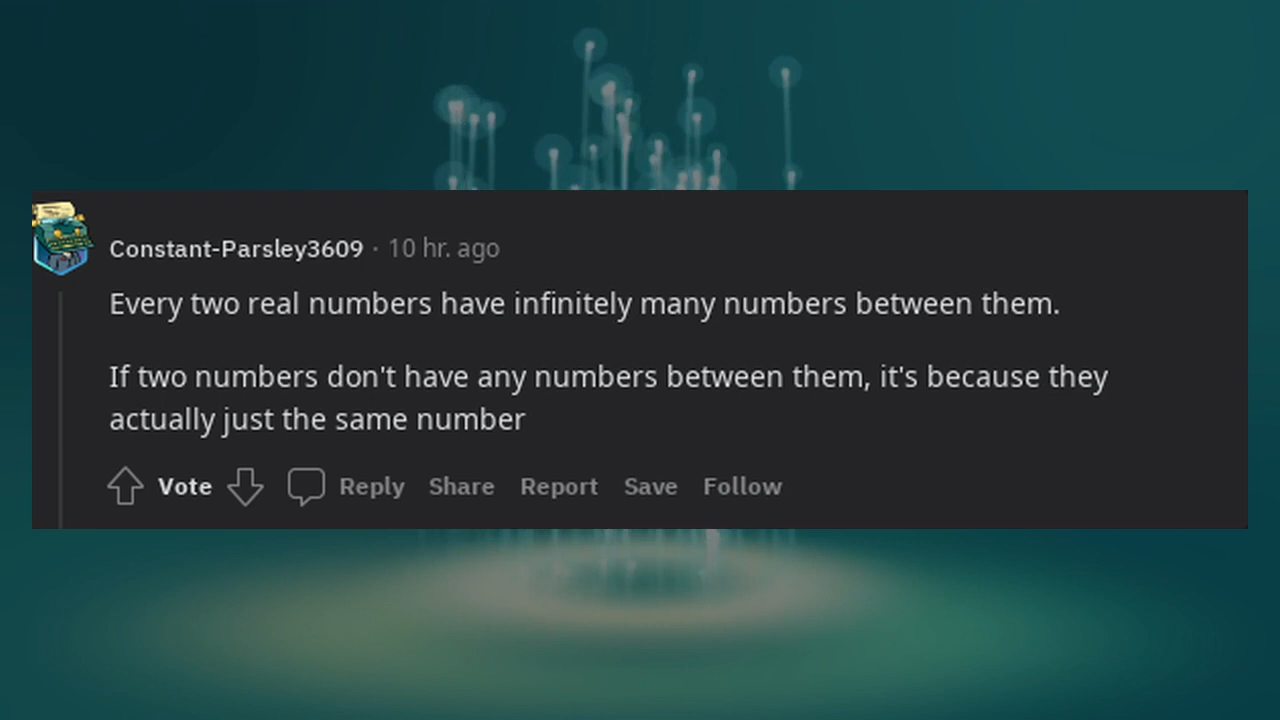 Constant-Parsley3609 · 10 hr. ago
Every two real numbers have infinitely many numbers between them.
If two numbers don't have any numbers between them, it's because they
actually just the same number
Vote Reply Share Report Save Follow